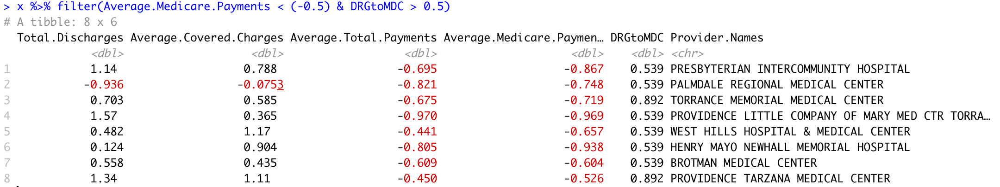 > x %>% filter(Average.Medicare.Payments < (-0.5) & DRGtoMDC > 0.5)
# A tibble: 8 x 6
Total.Discharges Average.Covered.Charges Average.Total.Payments Average.Medicare.Paymen… DRGtoMDC Provider.Names
<dbl> <dbl> <dbl> <dbl> <dbl> <chr>
1 1.14 0.788 -0.695 -0.867 0.539 PRESBYTERIAN INTERCOMMUNITY HOSPITAL
2 -0.936 -0.0753 -0.821 -0.748 0.539 PALMDALE REGIONAL MEDICAL CENTER
3 0.703 0.585 -0.675 -0.719 0.892 TORRANCE MEMORIAL MEDICAL CENTER
4 1.57 0.365 -0.970 -0.969 0.539 PROVIDENCE LITTLE COMPANY OF MARY MED CTR TORRA…
5 0.482 1.17 -0.441 -0.657 0.539 WEST HILLS HOSPITAL & MEDICAL CENTER
6 0.124 0.904 -0.805 -0.938 0.539 HENRY MAYO NEWHALL MEMORIAL HOSPITAL
7 0.558 0.435 -0.609 -0.604 0.539 BROTMAN MEDICAL CENTER
8 1.34 1.11 -0.450 -0.526 0.892 PROVIDENCE TARZANA MEDICAL CENTER